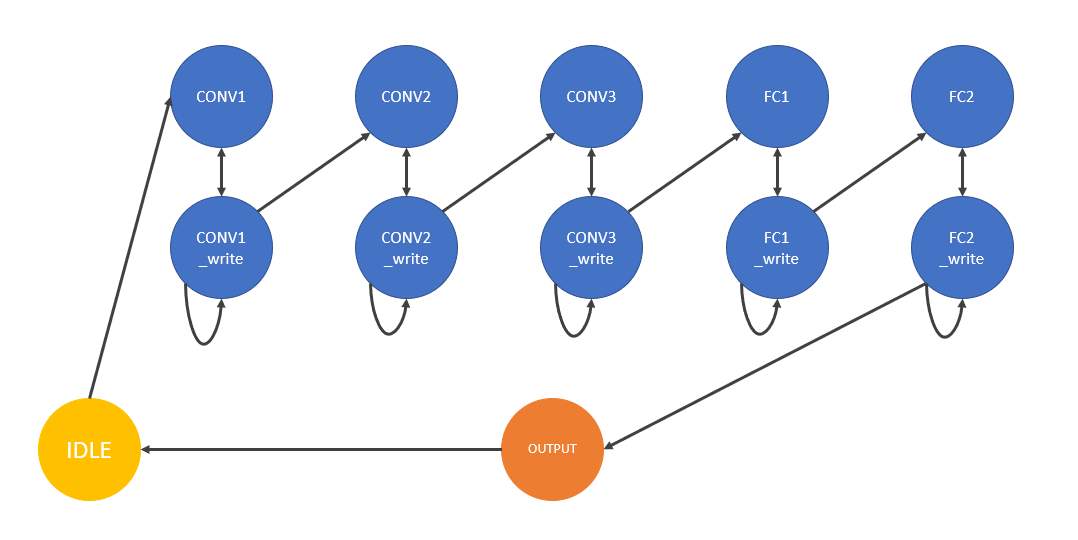 CONV1
CONV2
CONV3
FC1
FC2
CONV1
_write
CONV2
_write
CONV3
_write
FC1
_write
FC2
_write
IDLE
OUTPUT